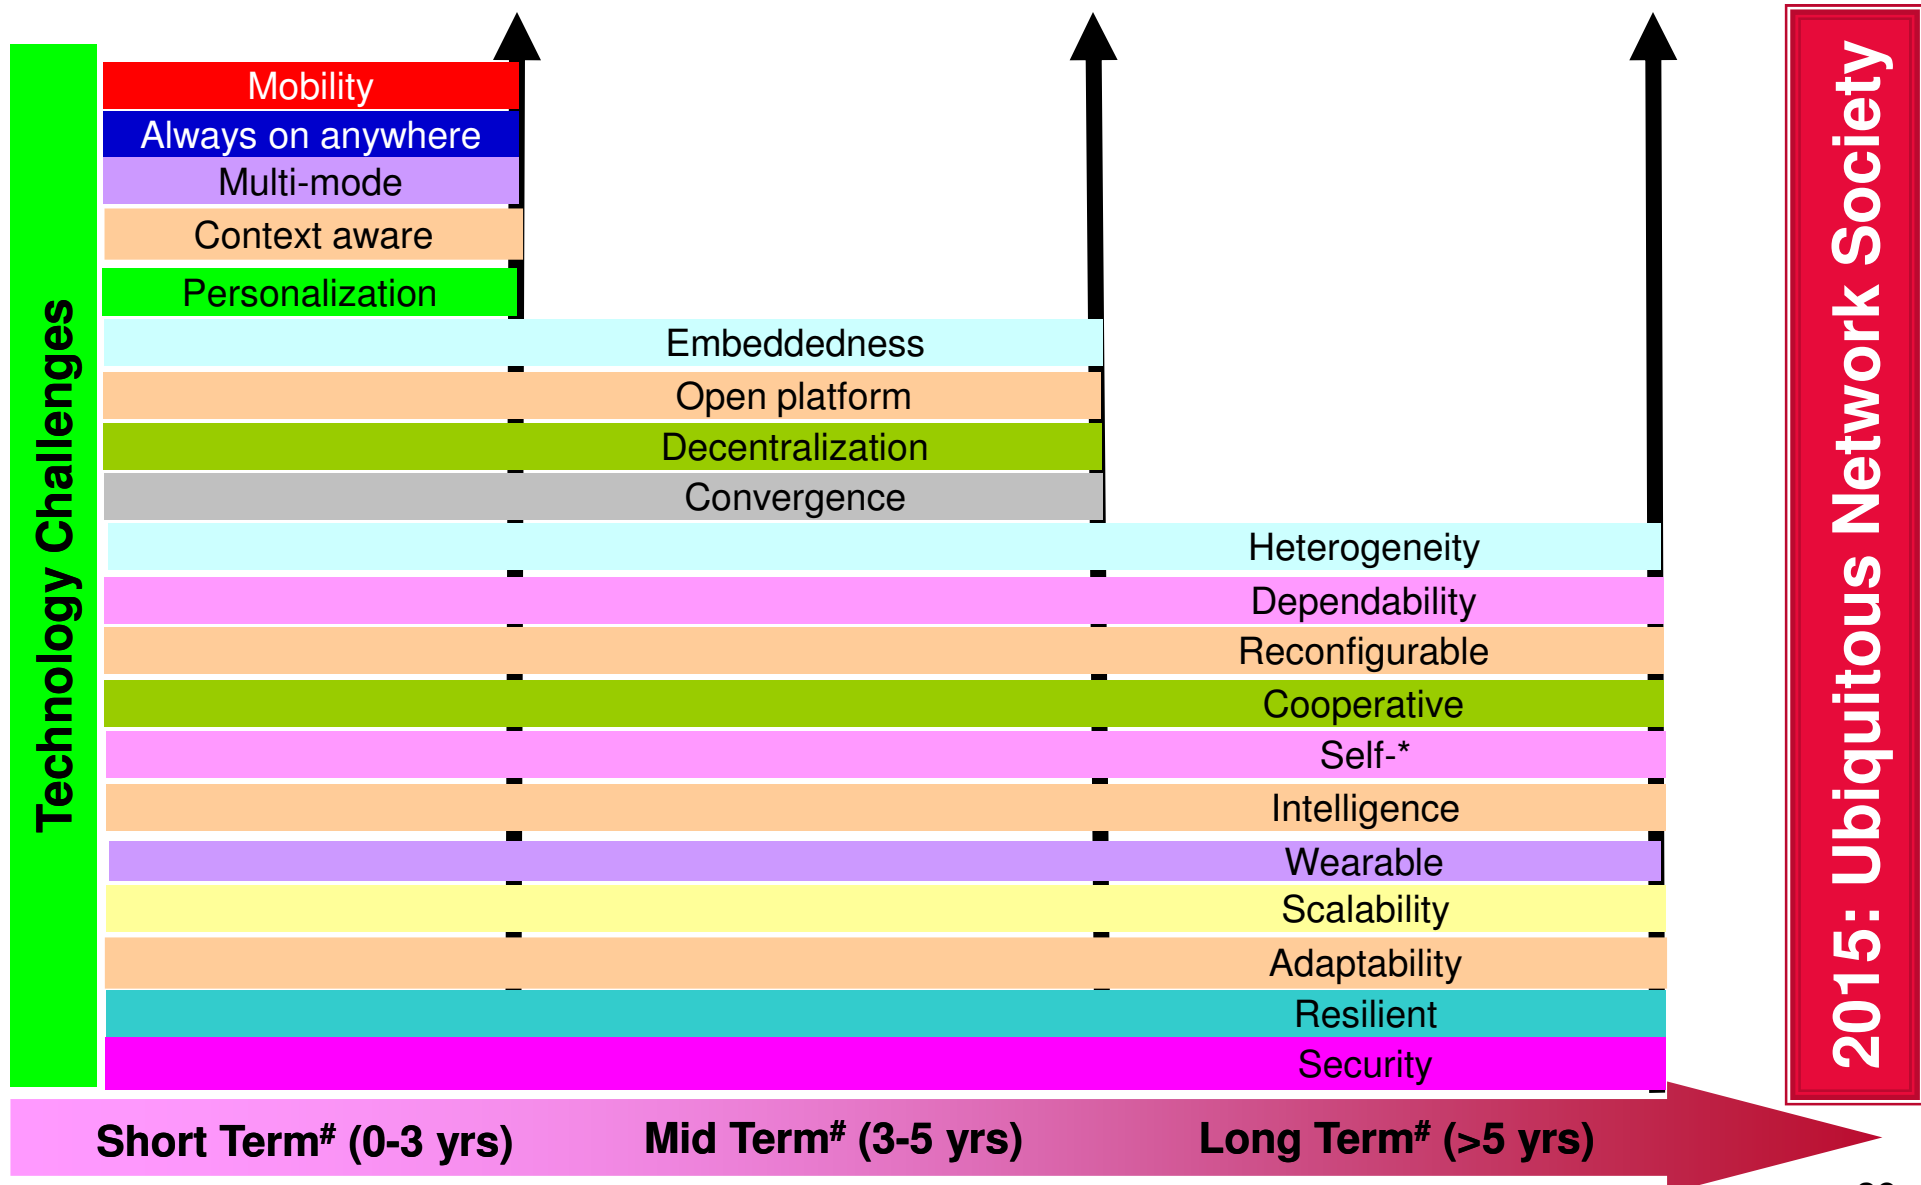 Technology Challenges
Mobility
Always on anywhere
Multi-mode
Context aware
Personalization
Embeddedness
Open platform
Decentralization
Convergence
Heterogeneity
Dependability
Reconfigurable
Cooperative
Self-*
Intelligence
Wearable
Scalability
Adaptability
Resilient
Security
Short Term# (0-3 yrs)
Mid Term# (3-5 yrs)
Long Term# (>5 yrs)
2015: Ubiquitous Network Society